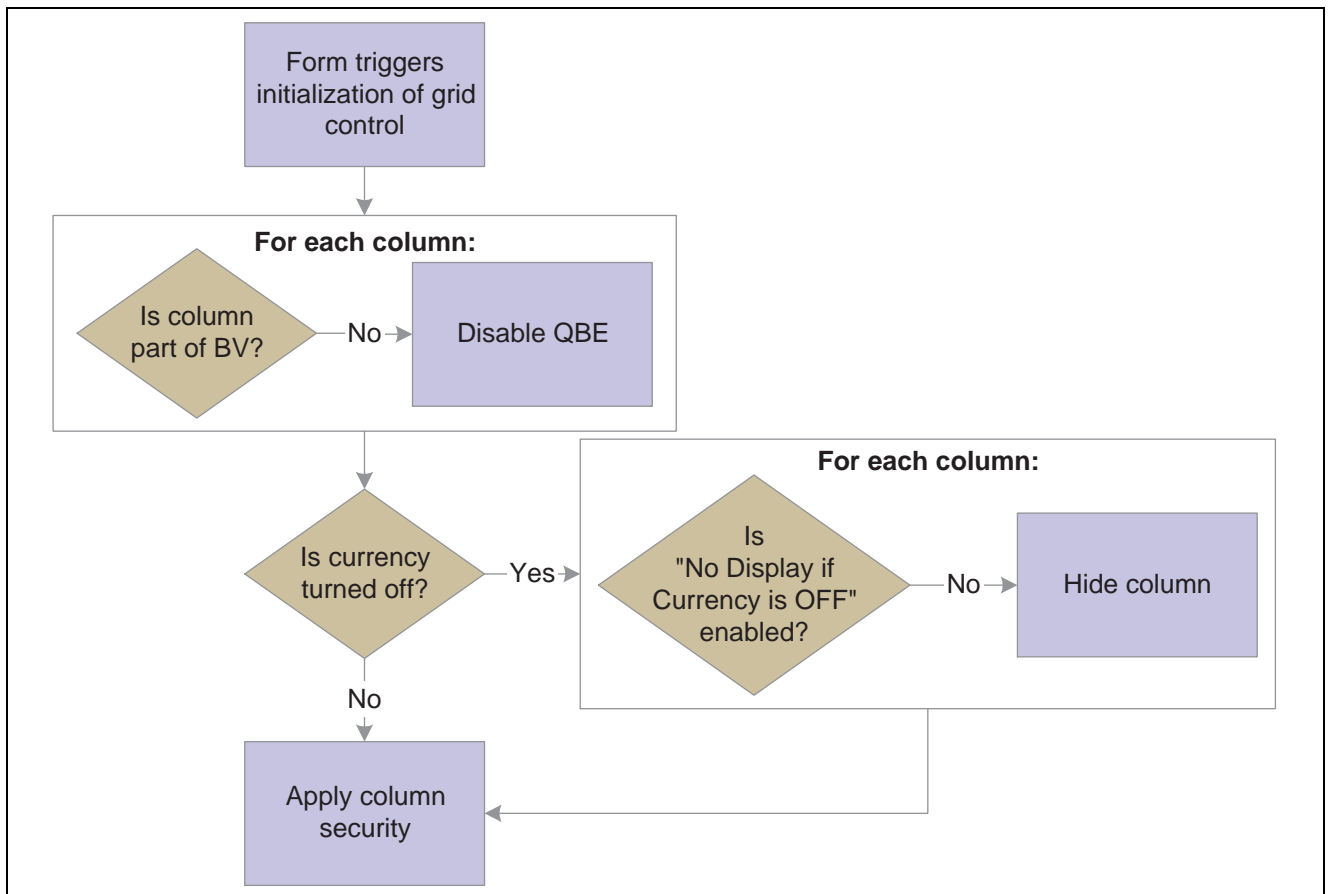 Form triggers
initialization of grid
control
For each column:
Is column
part of BV?
No
Disable QBE
For each column:
Is currency
turned off?
Yes
Is
"No Display if
Currency is OFF"
enabled?
No
Hide column
No
Apply column
security